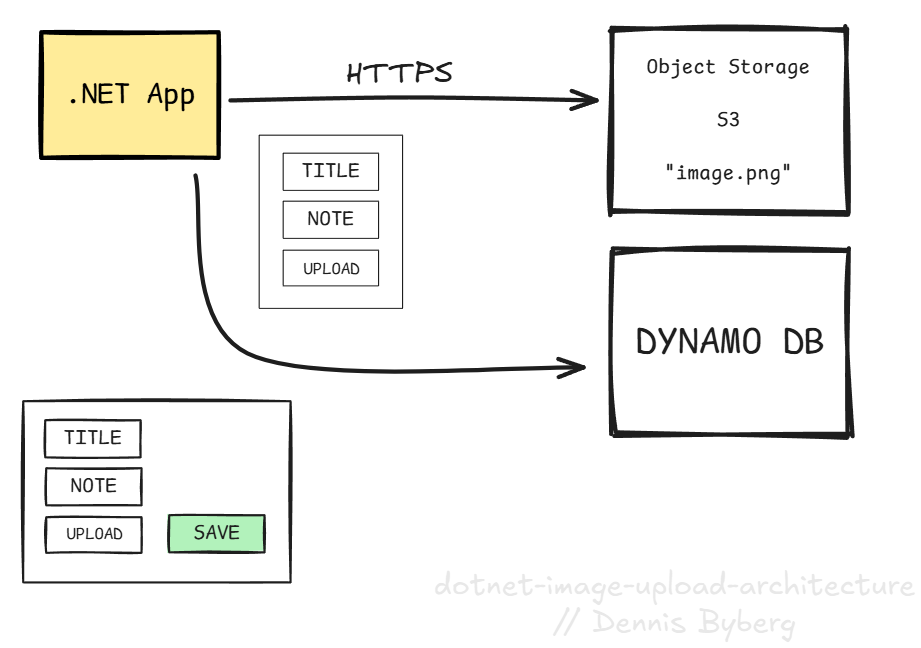 .NET App
HTTPS
Object Storage
S3
"image.png"
TITLE
NOTE
UPLOAD
DYNAMO DB
TITLE
NOTE
UPLOAD
SAVE
dotnet-image-upload-architecture
// Dennis Byberg